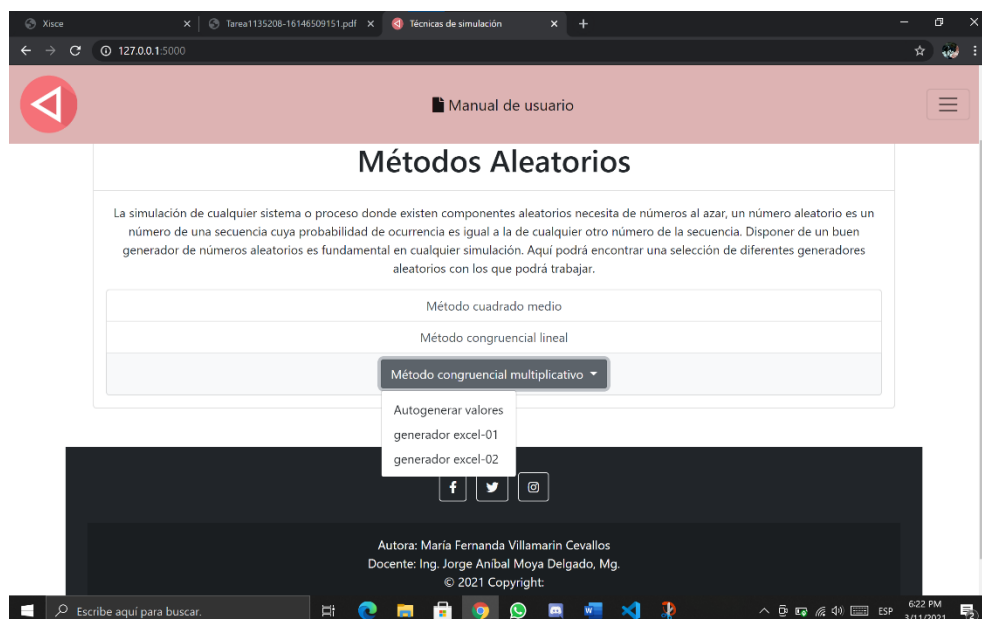 Xisce
Tarea1135208-16146509151.pdf
Técnicas de simulación
127.0.0.1:5000
Manual de usuario
Métodos Aleatorios
La simulación de cualquier sistema o proceso donde existen componentes aleatorios necesita de números al azar, un número aleatorio es un
número de una secuencia cuya probabilidad de ocurrencia es igual a la de cualquier otro número de la secuencia. Disponer de un buen
generador de números aleatorios es fundamental en cualquier simulación. Aquí podrá encontrar una selección de diferentes generadores
aleatorios con los que podrá trabajar.
Método cuadrado medio
Método congruencial lineal
Método congruencial multiplicativo
Autogenerar valores
generador excel-01
generador excel-02
Autora: María Fernanda Villamarin Cevallos
Docente: Ing. Jorge Aníbal Moya Delgado, Mg.
© 2021 Copyright:
Escribe aquí para buscar.
ESP
6:22 PM
3/11/2021